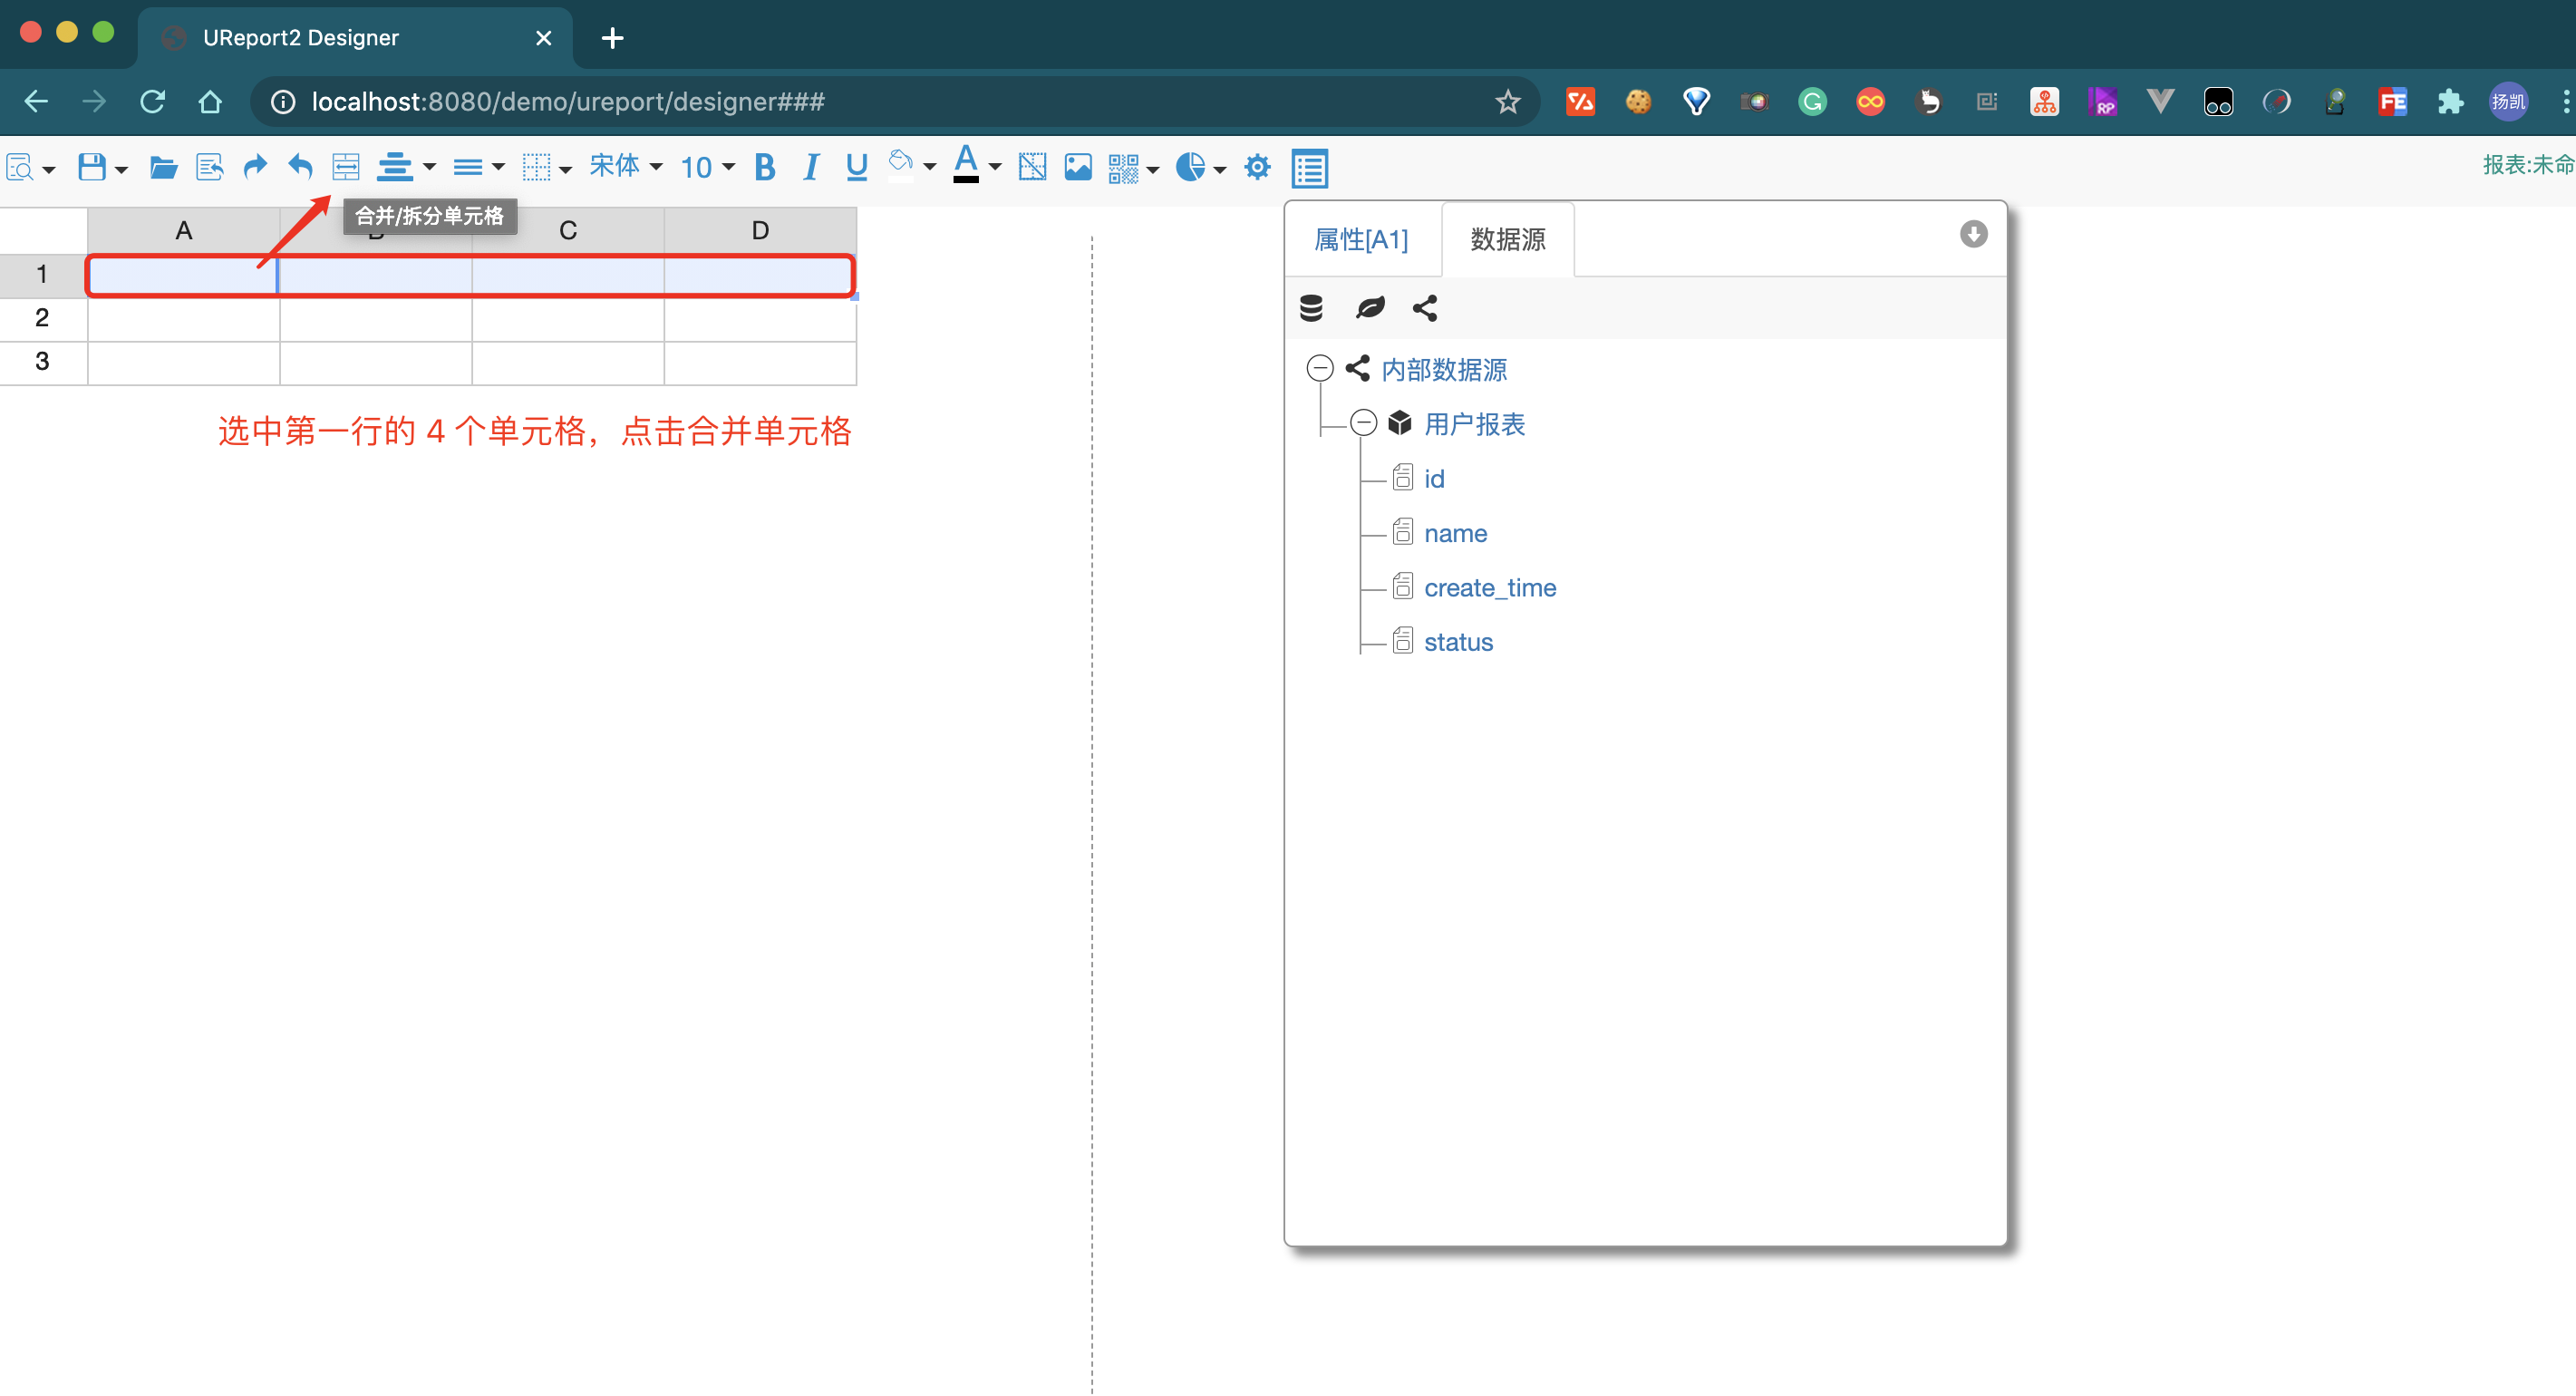 UReport2 Designer
localhost:8080/demo/ureport/designer###
扬凯
宋体 10 B I U A
报表:未命
合并/拆分单元格
A C D
1
2
3
选中第一行的 4 个单元格，点击合并单元格
属性[A1] 数据源
内部数据源
用户报表
id
name
create_time
status